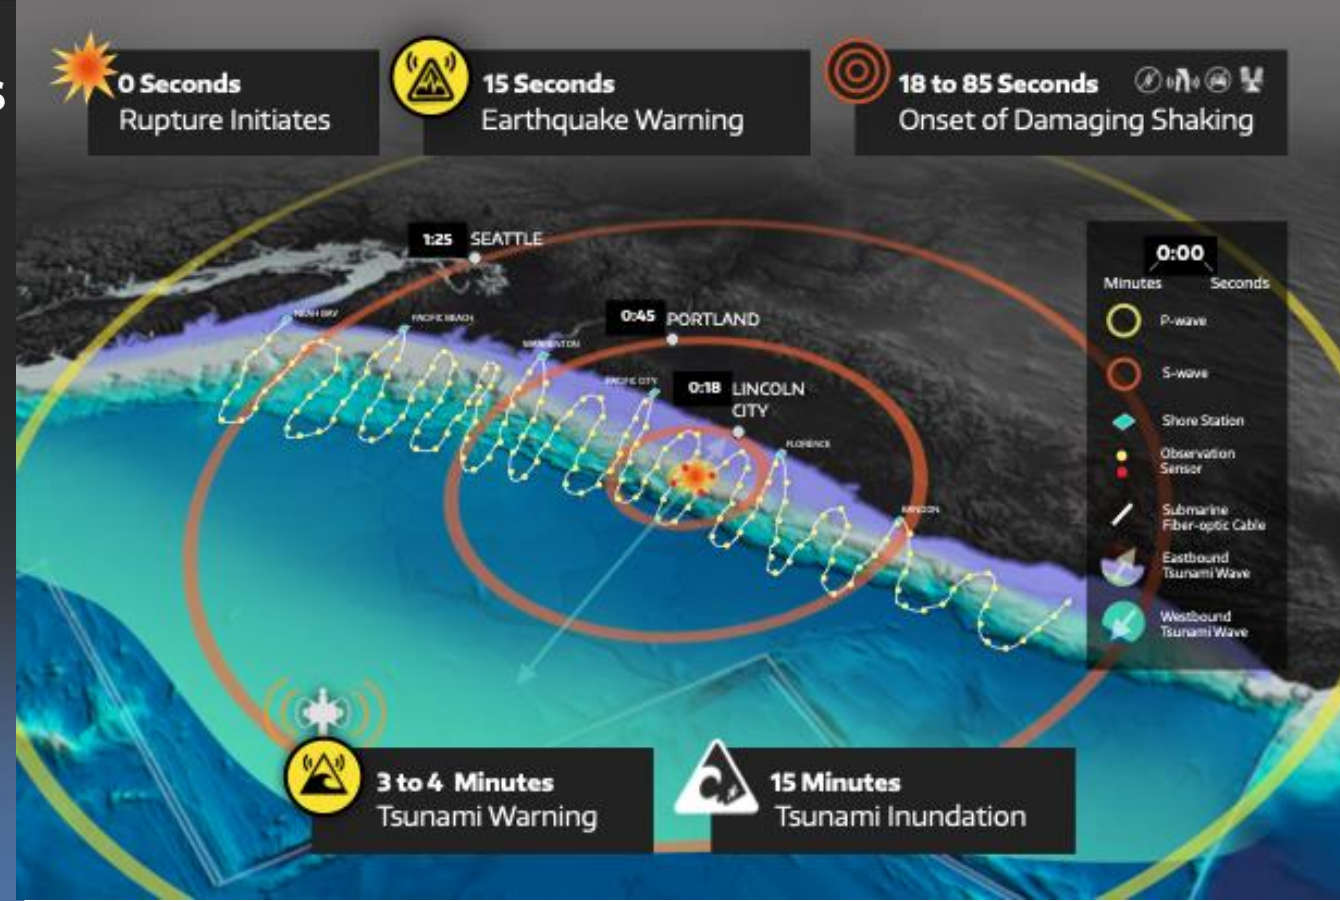 S
0 Seconds
Rupture Initiates
15 Seconds
Earthquake Warning
18 to 85 Seconds
Onset of Damaging Shaking
1:25 SEATTLE
0:45 PORTLAND
0:18 LINCOLN
CITY
NEAH BAY
PACIFIC BEACH
WARRENTON
PACIFIC CITY
FLORENCE
BANDON
0:00
Minutes Seconds
P-wave
S-wave
Shore Station
Observation
Sensor
Submarine
Fiber-optic Cable
Eastbound
Tsunami Wave
Westbound
Tsunami Wave
3 to 4 Minutes
Tsunami Warning
15 Minutes
Tsunami Inundation